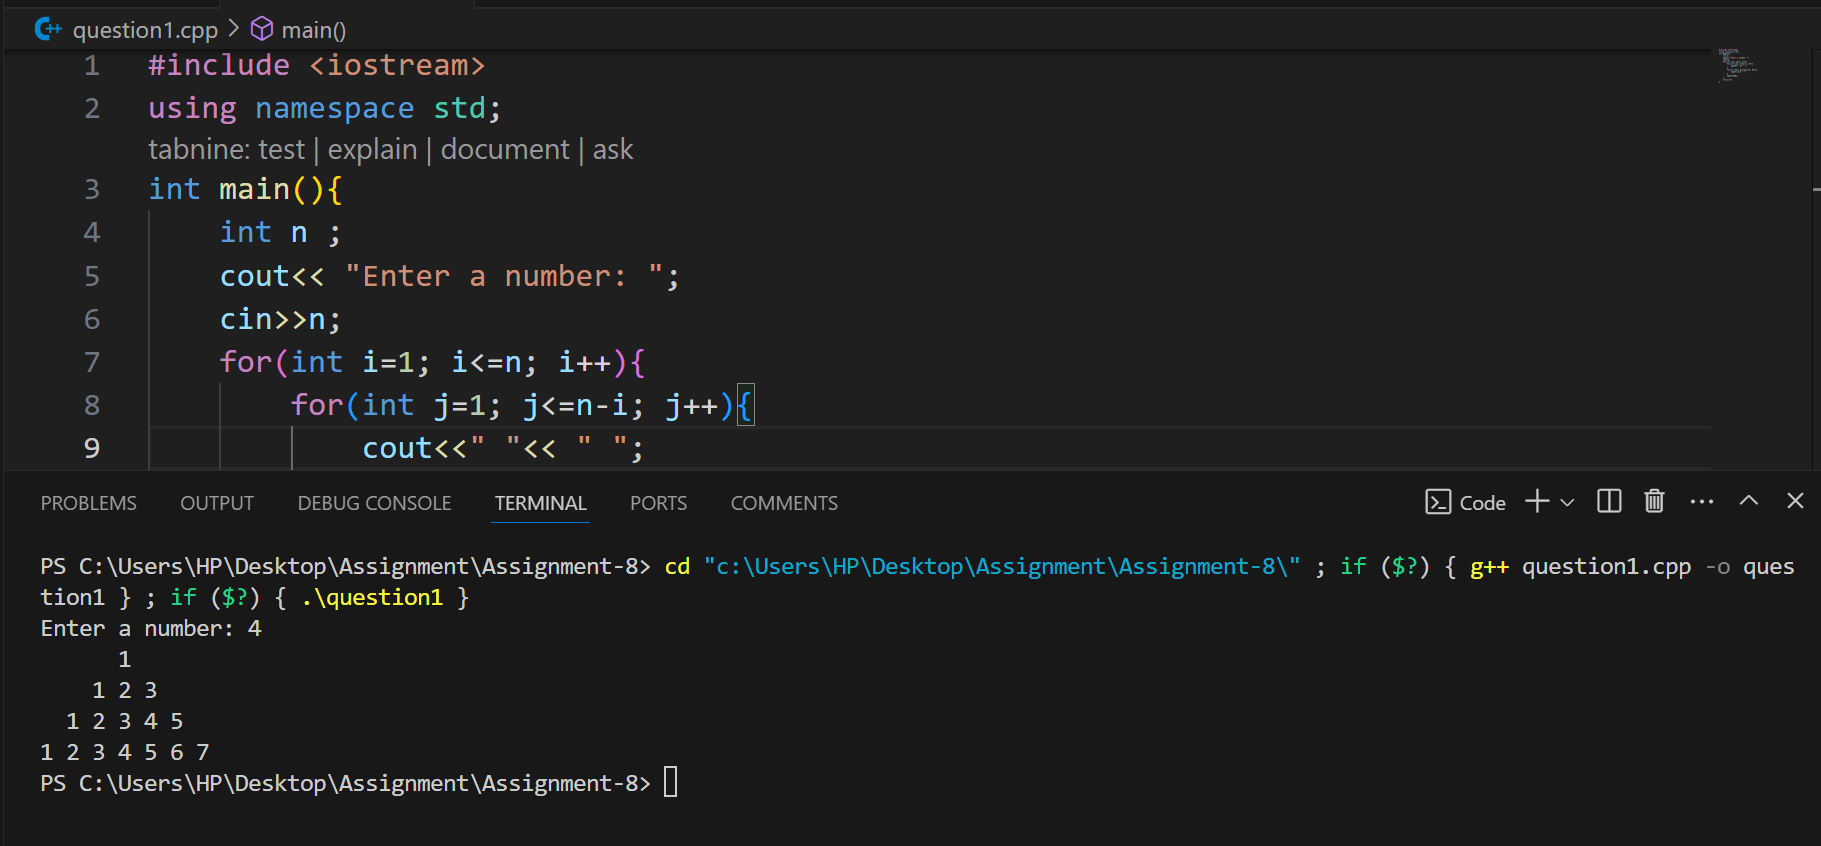 question1.cpp > main()
1 #include <iostream>
2 using namespace std;
tabnine: test | explain | document | ask
3 int main(){
4     int n ;
5     cout<< "Enter a number: ";
6     cin>>n;
7     for(int i=1; i<=n; i++){
8         for(int j=1; j<=n-i; j++){
9             cout<<" "<< " ";
PROBLEMS OUTPUT DEBUG CONSOLE TERMINAL PORTS COMMENTS Code
PS C:\Users\HP\Desktop\Assignment\Assignment-8> cd "c:\Users\HP\Desktop\Assignment\Assignment-8\" ; if ($?) { g++ question1.cpp -o ques
tion1 } ; if ($?) { .\question1 }
Enter a number: 4
      1
    1 2 3
  1 2 3 4 5
1 2 3 4 5 6 7
PS C:\Users\HP\Desktop\Assignment\Assignment-8>